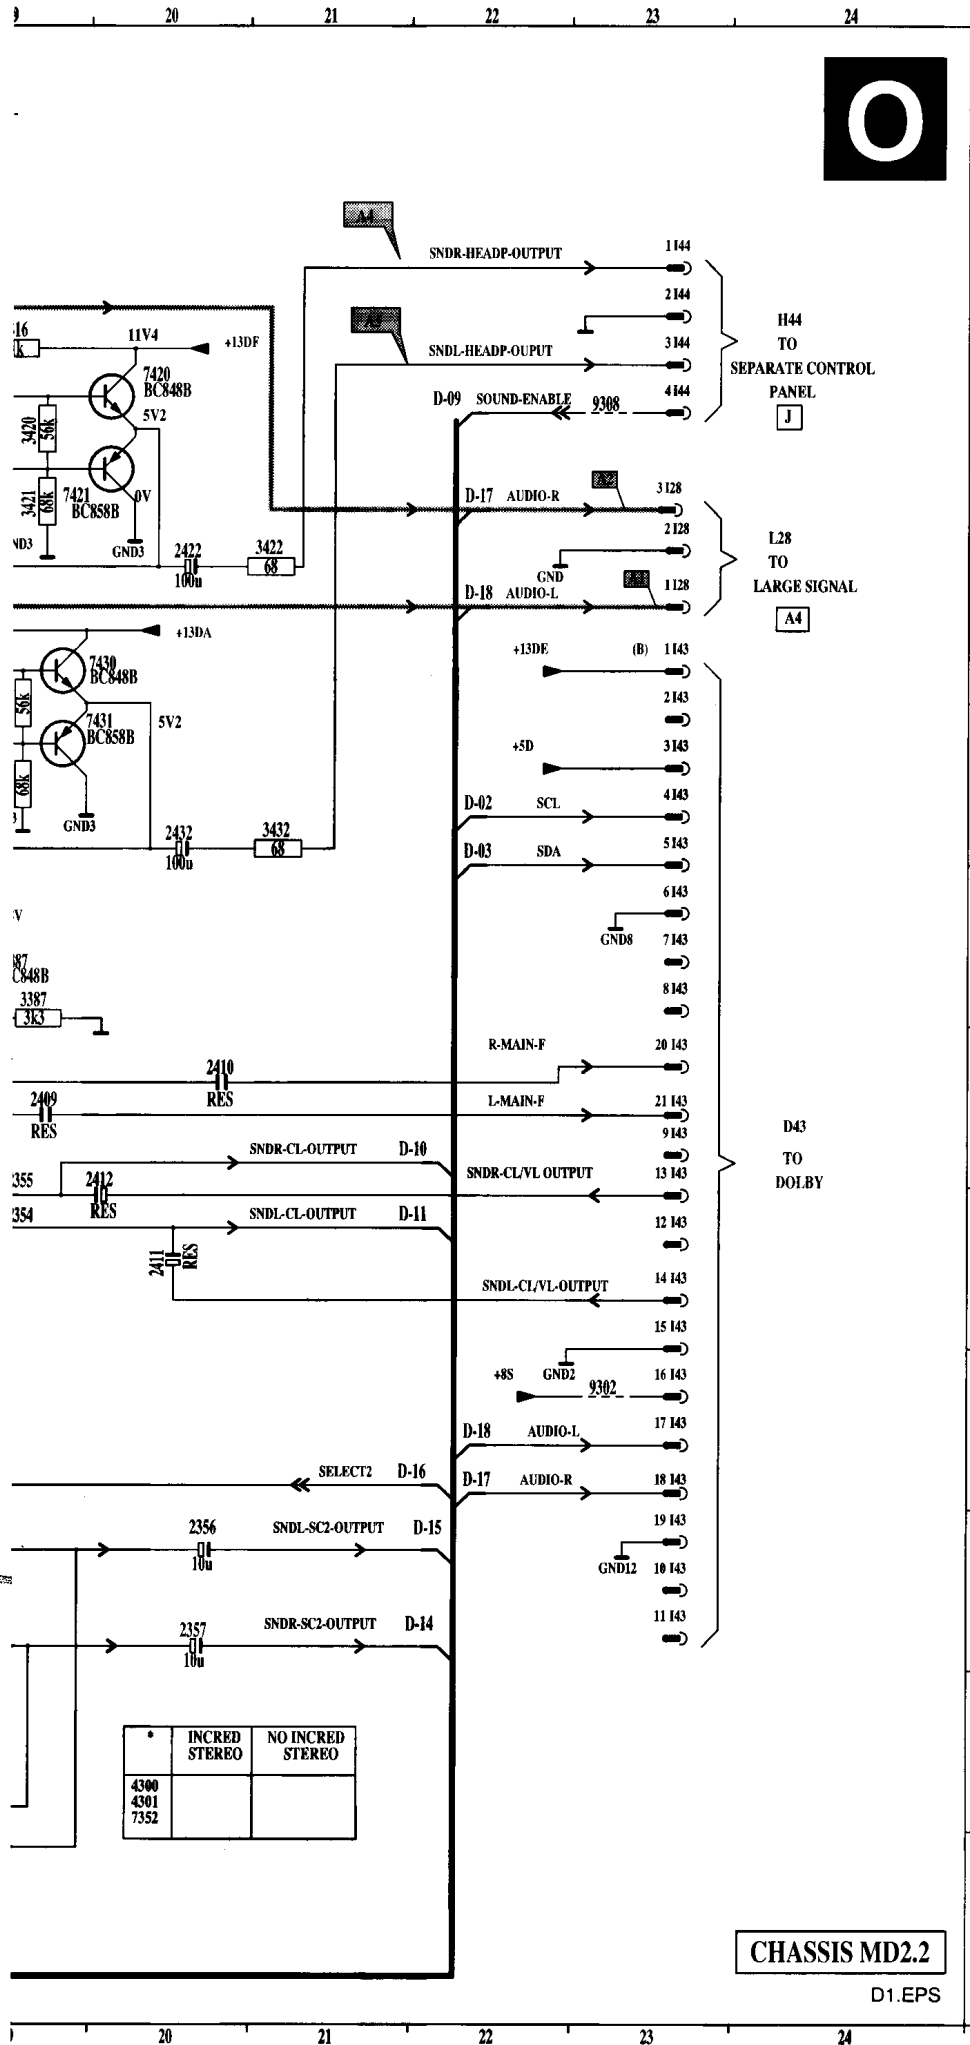 20 21 22 23 24
O
A4
SNDR-HEADP-OUTPUT
1 I44
2 I44
11V4
+13DF
SNDL-HEADP-OUPUT
3 I44
H44
TO
SEPARATE CONTROL
PANEL
J
7420
BC848B
D-09 SOUND-ENABLE 9308 4 I44
5V2
3420
56k
3421
68k
7421
BC858B
0V
GND3
A2
D-17 AUDIO-R 3 I28
2 I28
GND
L28
TO
LARGE SIGNAL
A4
2422
100u
3422
68
D-18 AUDIO-L 1 I28
+13DA
+13DE (B) 1 I43
7430
BC848B
56k
2 I43
7431
BC858B
5V2
+5D 3 I43
68k
GND3
D-02 SCL 4 I43
2432
100u
3432
68
D-03 SDA 5 I43
6 I43
GND8
7 I43
C848B
8 I43
3387
3k3
R-MAIN-F 20 I43
2410
RES
L-MAIN-F 21 I43
2409
RES
9 I43
D43
TO
DOLBY
SNDR-CL-OUTPUT D-10
SNDR-CL/VL OUTPUT 13 I43
2355
2412
RES
2354
SNDL-CL-OUTPUT D-11
12 I43
2411
RES
SNDL-CL/VL-OUTPUT 14 I43
15 I43
GND2
+8S 9302 16 I43
D-18 AUDIO-L 17 I43
SELECT2 D-16
D-17 AUDIO-R 18 I43
2356
10u
SNDL-SC2-OUTPUT D-15
19 I43
GND12
10 I43
2357
10u
SNDR-SC2-OUTPUT D-14
11 I43
* INCRED STEREO NO INCRED STEREO
4300
4301
7352
CHASSIS MD2.2
D1.EPS
20 21 22 23 24